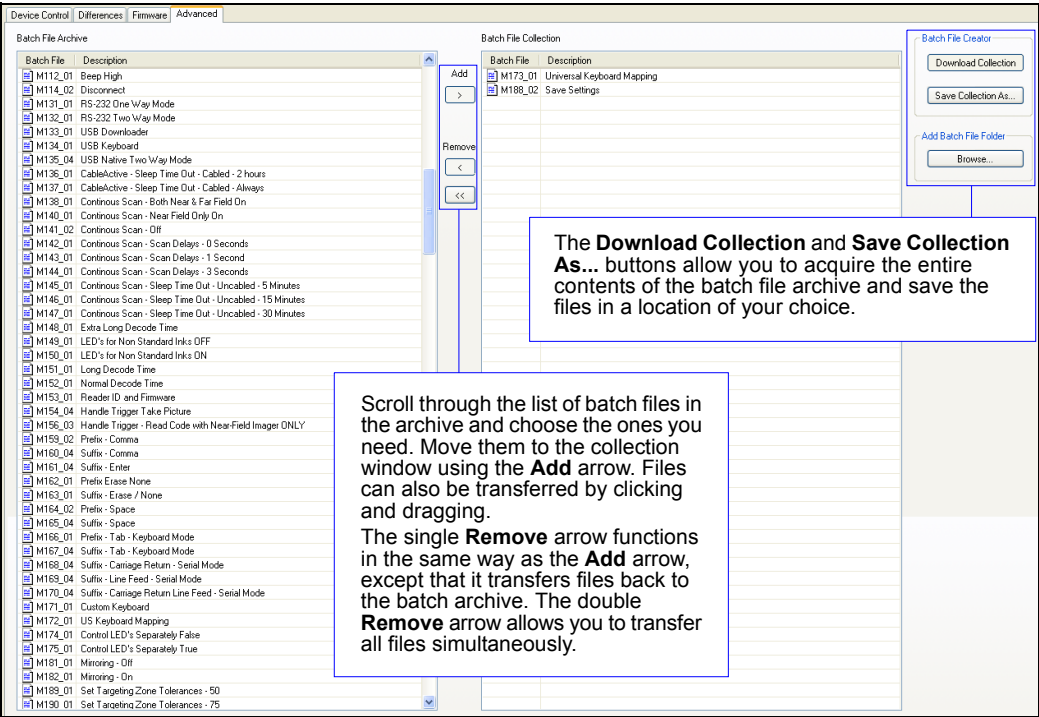 Device Control Differences Firmware Advanced
Batch File Archive
Batch File Description
M112_01 Beep High
M114_02 Disconnect
M131_01 RS-232 One Way Mode
M132_01 RS-232 Two Way Mode
M133_01 USB Downloader
M134_01 USB Keyboard
M135_04 USB Native Two Way Mode
M136_01 CableActive - Sleep Time Out - Cabled - 2 hours
M137_01 CableActive - Sleep Time Out - Cabled - Always
M138_01 Continous Scan - Both Near & Far Field On
M140_01 Continous Scan - Near Field Only On
M141_02 Continous Scan - Off
M142_01 Continous Scan - Scan Delays - 0 Seconds
M143_01 Continous Scan - Scan Delays - 1 Second
M144_01 Continous Scan - Scan Delays - 3 Seconds
M145_01 Continous Scan - Sleep Time Out - Uncabled - 5 Minutes
M146_01 Continous Scan - Sleep Time Out - Uncabled - 15 Minutes
M147_01 Continous Scan - Sleep Time Out - Uncabled - 30 Minutes
M148_01 Extra Long Decode Time
M149_01 LED's for Non Standard Inks OFF
M150_01 LED's for Non Standard Inks ON
M151_01 Long Decode Time
M152_01 Normal Decode Time
M153_01 Reader ID and Firmware
M154_04 Handle Trigger Take Picture
M156_03 Handle Trigger - Read Code with Near-Field Imager ONLY
M159_02 Prefix - Comma
M160_04 Suffix - Comma
M161_04 Suffix - Enter
M162_01 Prefix Erase None
M163_01 Suffix - Erase / None
M164_02 Prefix - Space
M165_04 Suffix - Space
M166_01 Prefix - Tab - Keyboard Mode
M167_04 Suffix - Tab - Keyboard Mode
M168_04 Suffix - Carriage Return - Serial Mode
M169_04 Suffix - Line Feed - Serial Mode
M170_04 Suffix - Carriage Return Line Feed - Serial Mode
M171_01 Custom Keyboard
M172_01 US Keyboard Mapping
M174_01 Control LED's Separately False
M175_01 Control LED's Separately True
M181_01 Mirroring - Off
M182_01 Mirroring - On
M189_01 Set Targeting Zone Tolerances - 50
M190_01 Set Targeting Zone Tolerances - 75
Add
>
Remove
<
<<
Batch File Collection
Batch File Description
M173_01 Universal Keyboard Mapping
M188_02 Save Settings
Batch File Creator
Download Collection
Save Collection As...
Add Batch File Folder
Browse...
The Download Collection and Save Collection
As... buttons allow you to acquire the entire
contents of the batch file archive and save the
files in a location of your choice.
Scroll through the list of batch files in
the archive and choose the ones you
need. Move them to the collection
window using the Add arrow. Files
can also be transferred by clicking
and dragging.
The single Remove arrow functions
in the same way as the Add arrow,
except that it transfers files back to
the batch archive. The double
Remove arrow allows you to transfer
all files simultaneously.